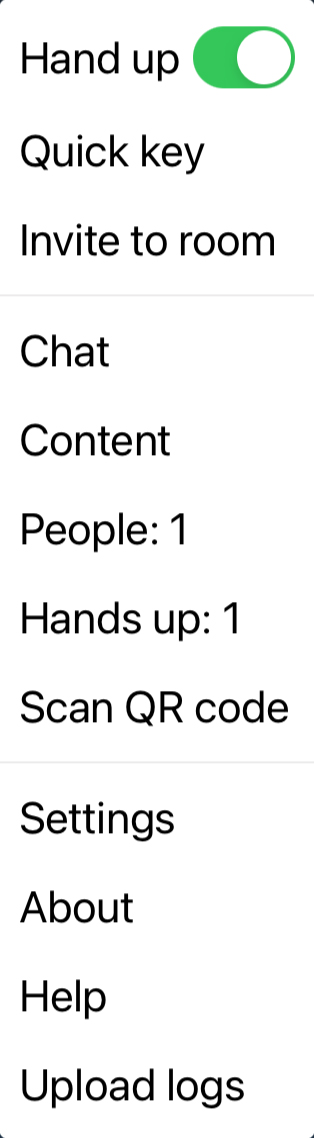 Hand up
Quick key
Invite to room
Chat
Content
People: 1
Hands up: 1
Scan QR code
Settings
About
Help
Upload logs